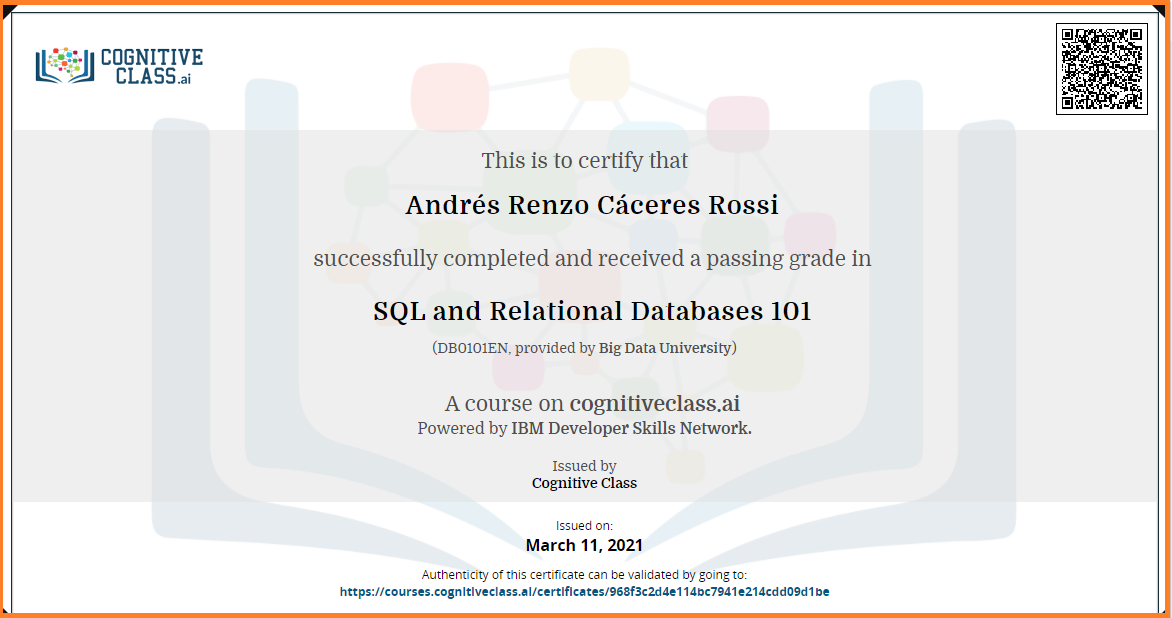 COGNITIVE
CLASS.ai
This is to certify that
Andrés Renzo Cáceres Rossi
successfully completed and received a passing grade in
SQL and Relational Databases 101
(DB0101EN, provided by Big Data University)
A course on cognitiveclass.ai
Powered by IBM Developer Skills Network.
Issued by
Cognitive Class
Issued on:
March 11, 2021
Authenticity of this certificate can be validated by going to:
https://courses.cognitiveclass.ai/certificates/968f3c2d4e114bc7941e214cdd09d1be